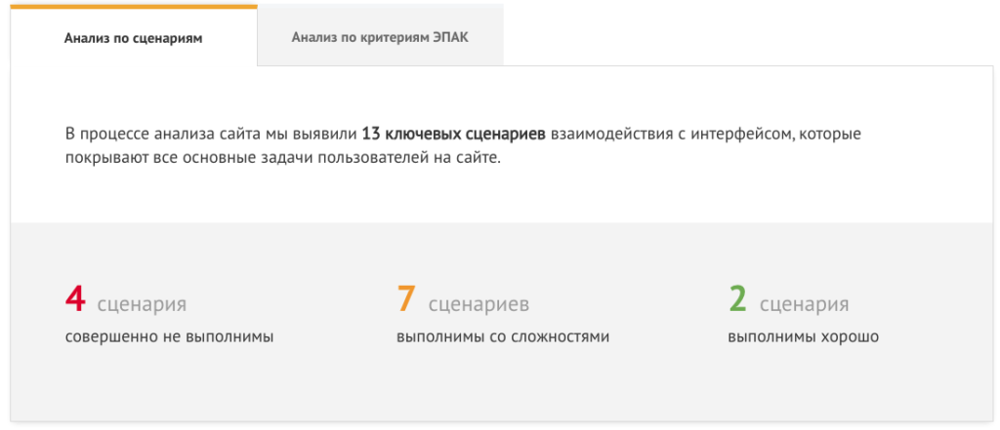 Анализ по сценариям
Анализ по критериям ЭПАК
В процессе анализа сайта мы выявили 13 ключевых сценариев взаимодействия с интерфейсом, которые
покрывают все основные задачи пользователей на сайте.
4 сценария
совершенно не выполнимы
7 сценариев
выполнимы со сложностями
2 сценария
выполнимы хорошо